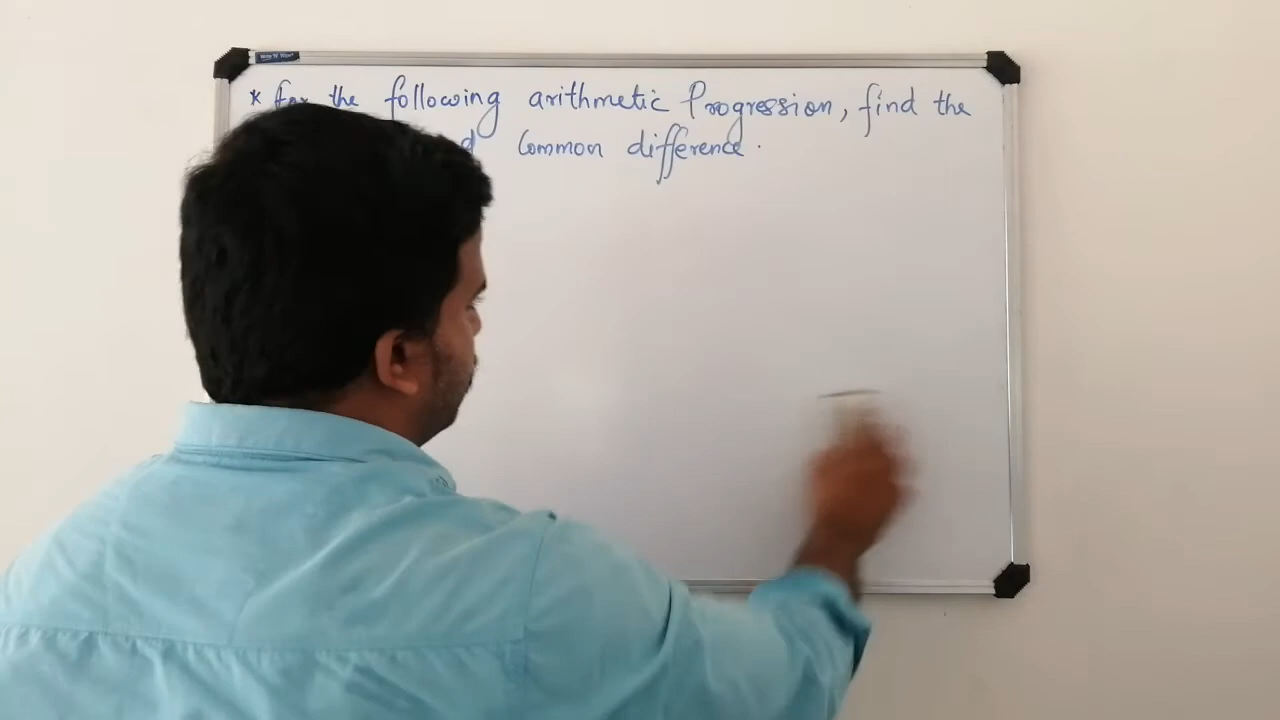 * for the following arithmetic Progression, find the
d Common difference.